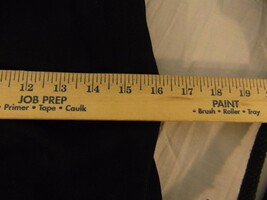 12 13 14 15 16 17 18 19
JOB PREP
Primer • Tape • Caulk
PAINT
• Brush • Roller • Tray